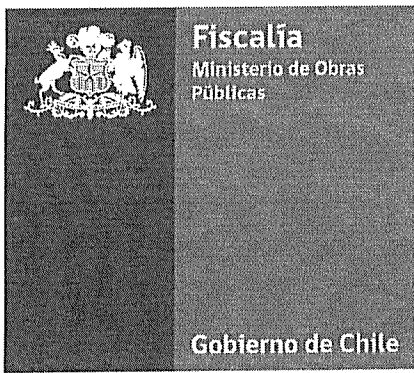 Fiscalía
Ministerio de Obras
Públicas
Gobierno de Chile